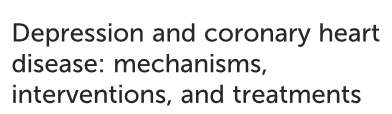 Depression and coronary heart
disease: mechanisms,
interventions, and treatments